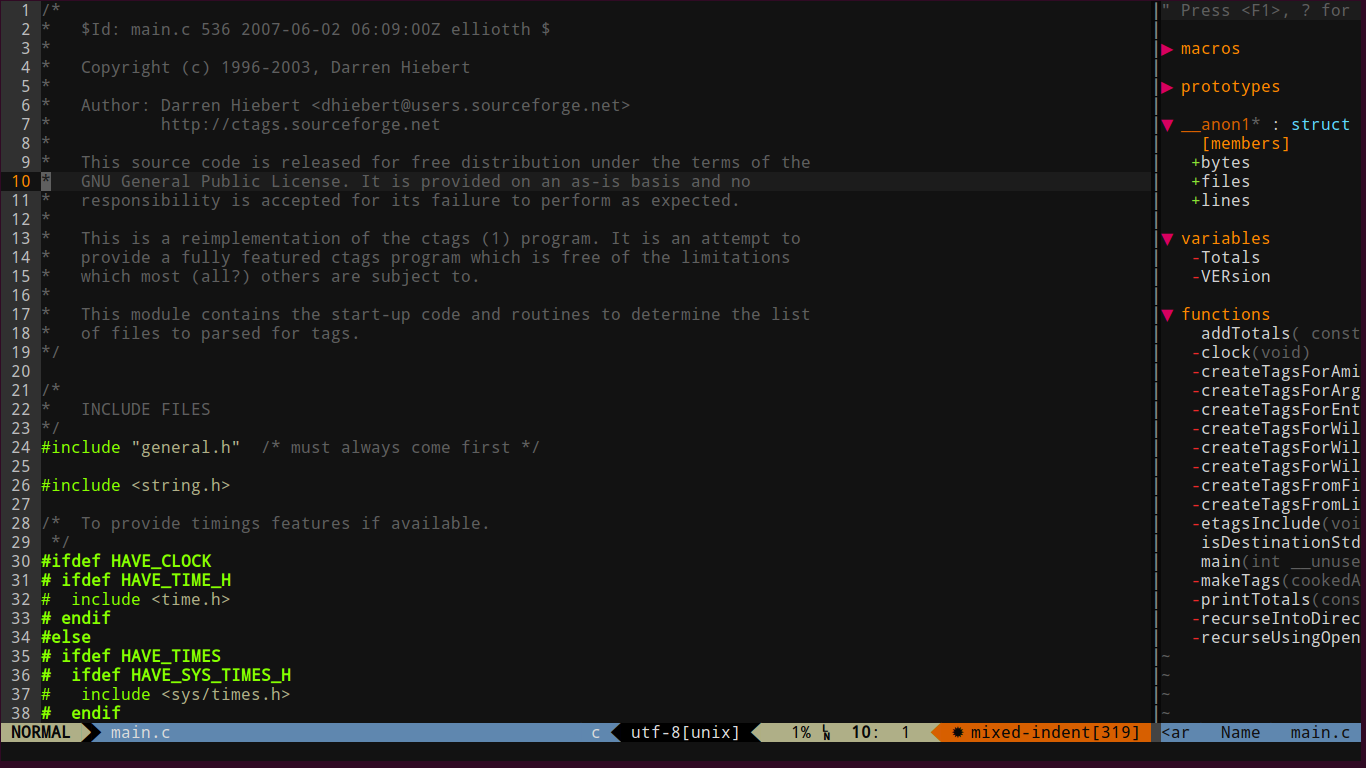 1 /*
2 *   $Id: main.c 536 2007-06-02 06:09:00Z elliotth $
3 *
4 *   Copyright (c) 1996-2003, Darren Hiebert
5 *
6 *   Author: Darren Hiebert <dhiebert@users.sourceforge.net>
7 *           http://ctags.sourceforge.net
8 *
9 *   This source code is released for free distribution under the terms of the
10 *   GNU General Public License. It is provided on an as-is basis and no
11 *   responsibility is accepted for its failure to perform as expected.
12 *
13 *   This is a reimplementation of the ctags (1) program. It is an attempt to
14 *   provide a fully featured ctags program which is free of the limitations
15 *   which most (all?) others are subject to.
16 *
17 *   This module contains the start-up code and routines to determine the list
18 *   of files to parsed for tags.
19 */
20
21 /*
22 *   INCLUDE FILES
23 */
24 #include "general.h"  /* must always come first */
25
26 #include <string.h>
27
28 /*  To provide timings features if available.
29  */
30 #ifdef HAVE_CLOCK
31 # ifdef HAVE_TIME_H
32 #  include <time.h>
33 # endif
34 #else
35 # ifdef HAVE_TIMES
36 #  ifdef HAVE_SYS_TIMES_H
37 #   include <sys/times.h>
38 #  endif
NORMAL main.c c utf-8[unix] 1% LN 10: 1 ✹ mixed-indent[319]
" Press <F1>, ? for
▶ macros
▶ prototypes
▼ __anon1* : struct
[members]
+bytes
+files
+lines
▼ variables
-Totals
-VERsion
▼ functions
addTotals( const
-clock(void)
-createTagsForAmi
-createTagsForArg
-createTagsForEnt
-createTagsForWil
-createTagsForWil
-createTagsForWil
-createTagsFromFi
-createTagsFromLi
-etagsInclude(voi
isDestinationStd
main(int __unuse
-makeTags(cookedA
-printTotals(cons
-recurseIntoDirec
-recurseUsingOpen
~
~
~
~
<ar Name main.c